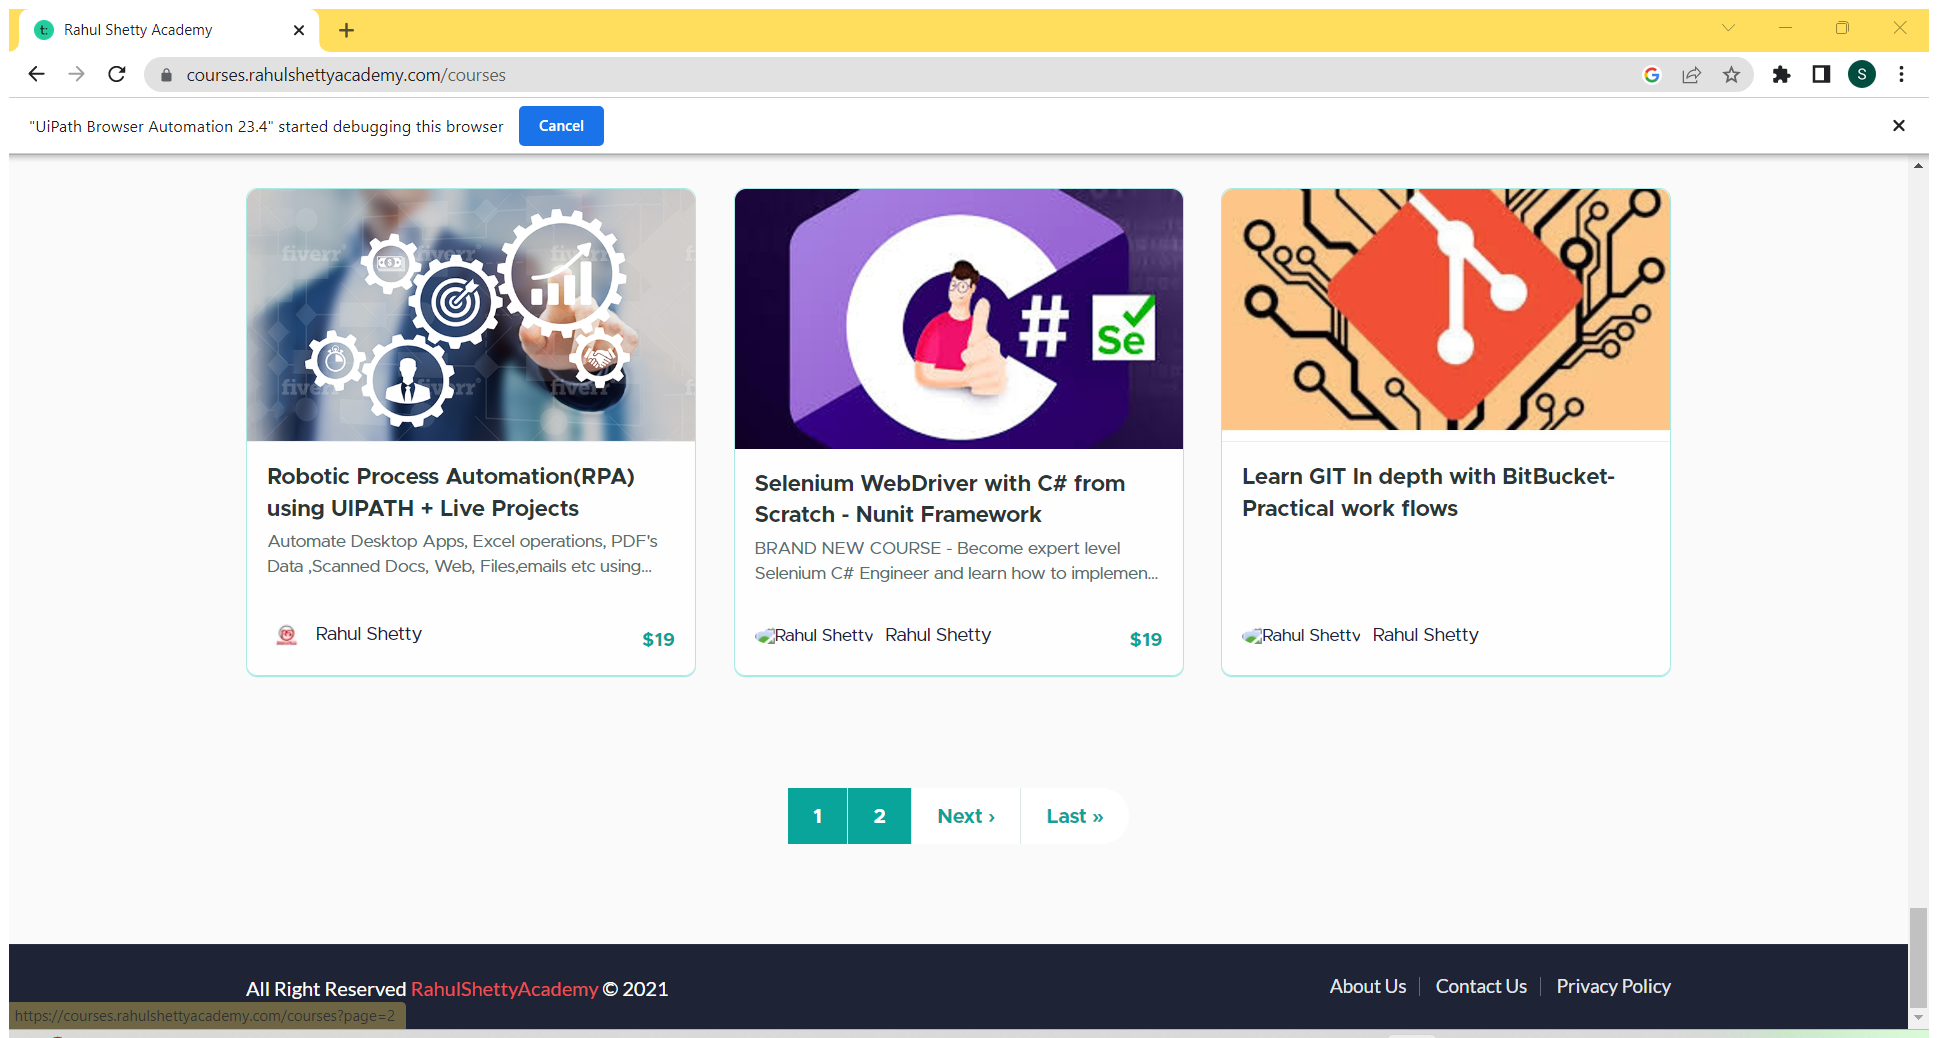 Rahul Shetty Academy
courses.rahulshettyacademy.com/courses
S
"UiPath Browser Automation 23.4" started debugging this browser
Cancel
fiverr
fiverr
fiverr
fiverr
fiverr
fiverr
#
Se
Robotic Process Automation(RPA)
using UIPATH + Live Projects
Automate Desktop Apps, Excel operations, PDF's
Data ,Scanned Docs, Web, Files,emails etc using...
Rahul Shetty
$19
Selenium WebDriver with C# from
Scratch - Nunit Framework
BRAND NEW COURSE - Become expert level
Selenium C# Engineer and learn how to implemen...
Rahul Shetty Rahul Shetty
$19
Learn GIT In depth with BitBucket-
Practical work flows
Rahul Shetty Rahul Shetty
1 2 Next › Last »
All Right Reserved RahulShettyAcademy © 2021
About Us Contact Us Privacy Policy
https://courses.rahulshettyacademy.com/courses?page=2